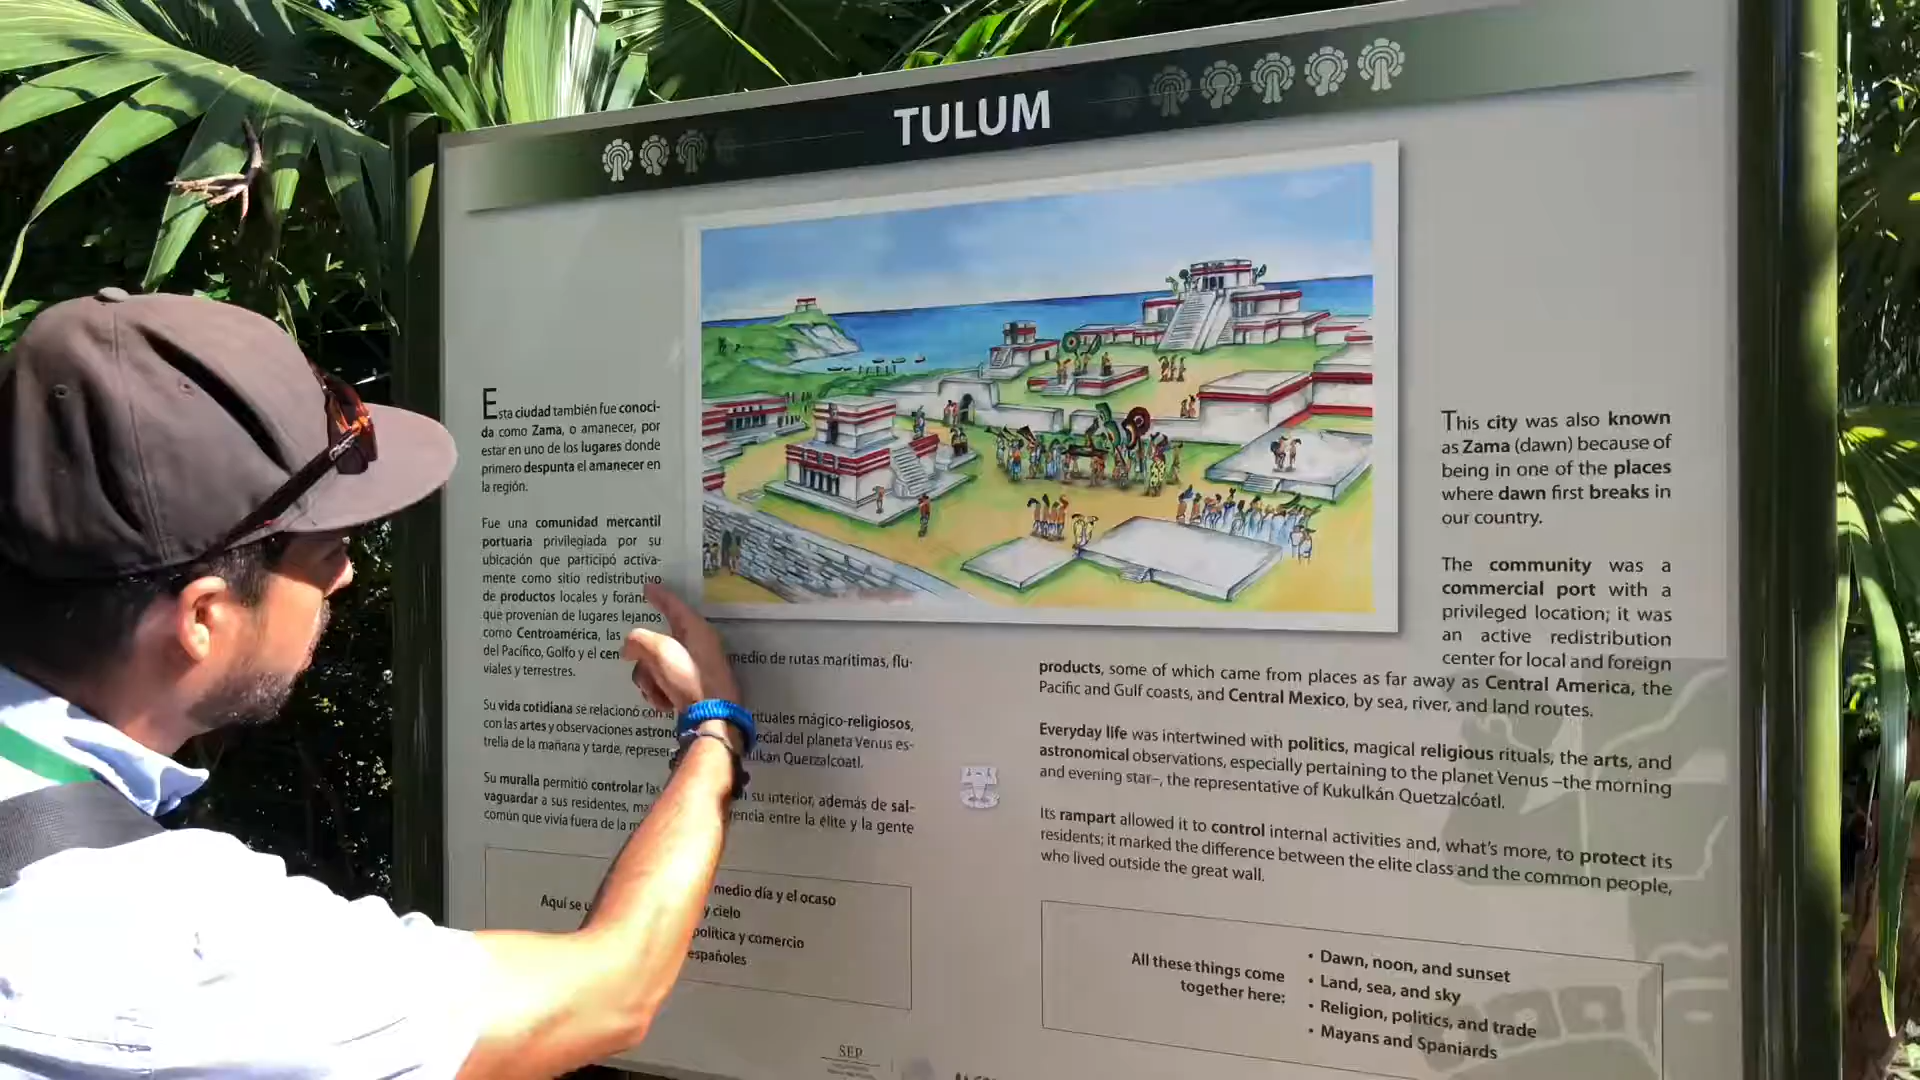 TULUM
Esta ciudad también fue conoci-
da como Zama, o amanecer, por
estar en uno de los lugares donde
primero despunta el amanecer en
la región.
Fue una comunidad mercantil
portuaria privilegiada por su
ubicación que participó activa-
mente como sitio redistributivo
de productos locales y
que provenían de lugares lejanos
como Centroamérica, las
del Pacífico, Golfo y el
medio de rutas marítimas, flu-
viales y terrestres.
Su vida cotidiana se relacionó con
rituales mágico-religiosos,
con las artes y observaciones
del planeta Venus es-
trella de la mañana y tarde,
Quetzalcóatl.
Su muralla permitió controlar las
su interior, además de sal-
vaguardar a sus residentes,
entre la élite y la gente
común que vivía fuera de la
Aquí se
medio día y el ocaso
y cielo
política y comercio
españoles
This city was also known
as Zama (dawn) because of
being in one of the places
where dawn first breaks in
our country.
The community was a
commercial port with a
privileged location; it was
an active redistribution
center for local and foreign
products, some of which came from places as far away as Central America, the
Pacific and Gulf coasts, and Central Mexico, by sea, river, and land routes.
Everyday life was intertwined with politics, magical religious rituals, the arts, and
astronomical observations, especially pertaining to the planet Venus –the morning
and evening star–, the representative of Kukulkán Quetzalcóatl.
Its rampart allowed it to control internal activities and, what's more, to protect its
residents; it marked the difference between the elite class and the common people,
who lived outside the great wall.
All these things come
together here:
• Dawn, noon, and sunset
• Land, sea, and sky
• Religion, politics, and trade
• Mayans and Spaniards
SEP